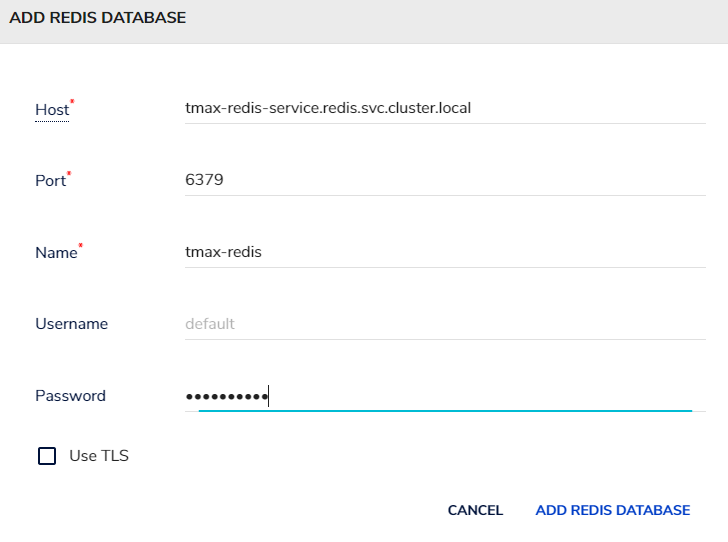 ADD REDIS DATABASE
Host*
tmax-redis-service.redis.svc.cluster.local
Port*
6379
Name*
tmax-redis
Username
default
Password
••••••••••
Use TLS
CANCEL
ADD REDIS DATABASE